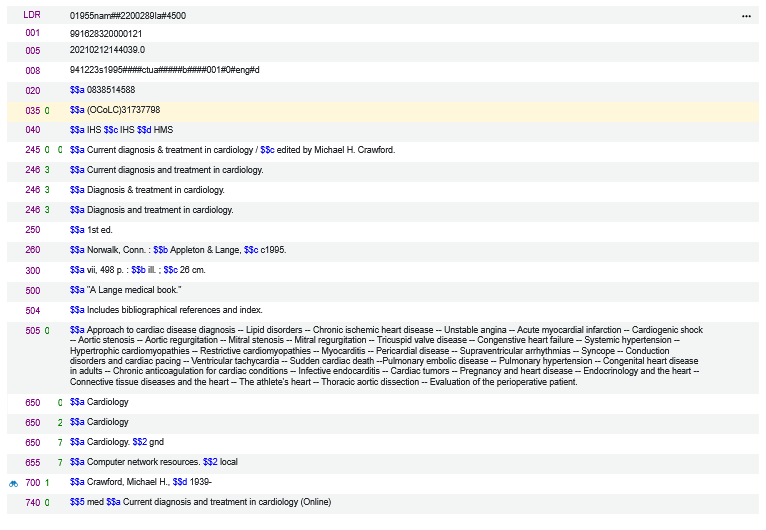 LDR 01955nam##2200289Ia#4500
001 991628320000121
005 20210212144039.0
008 941223s1995####ctua#####b####001#0#eng#d
020 $$a 0838514588
035 0 $$a (OCoLC)31737798
040 $$a IHS $$c IHS $$d HMS
245 0 0 $$a Current diagnosis & treatment in cardiology / $$c edited by Michael H. Crawford.
246 3 $$a Current diagnosis and treatment in cardiology.
246 3 $$a Diagnosis & treatment in cardiology.
246 3 $$a Diagnosis and treatment in cardiology.
250 $$a 1st ed.
260 $$a Norwalk, Conn. : $$b Appleton & Lange, $$c c1995.
300 $$a vii, 498 p. : $$b ill. ; $$c 26 cm.
500 $$a "A Lange medical book."
504 $$a Includes bibliographical references and index.
505 0 $$a Approach to cardiac disease diagnosis -- Lipid disorders -- Chronic ischemic heart disease -- Unstable angina -- Acute myocardial infarction -- Cardiogenic shock
-- Aortic stenosis -- Aortic regurgitation -- Mitral stenosis -- Mitral regurgitation -- Tricuspid valve disease -- Congenstive heart failure -- Systemic hypertension --
Hypertrophic cardiomyopathies -- Restrictive cardiomyopathies -- Myocarditis -- Pericardial disease -- Supraventricular arrhythmias -- Syncope -- Conduction
disorders and cardiac pacing -- Ventricular tachycardia -- Sudden cardiac death --Pulmonary embolic disease -- Pulmonary hypertension -- Congenital heart disease
in adults -- Chronic anticoagulation for cardiac conditions -- Infective endocarditis -- Cardiac tumors -- Pregnancy and heart disease -- Endocrinology and the heart --
Connective tissue diseases and the heart -- The athlete's heart -- Thoracic aortic dissection -- Evaluation of the perioperative patient.
650 0 $$a Cardiology
650 2 $$a Cardiology
650 7 $$a Cardiology. $$2 gnd
655 7 $$a Computer network resources. $$2 local
700 1 $$a Crawford, Michael H., $$d 1939-
740 0 $$5 med $$a Current diagnosis and treatment in cardiology (Online)